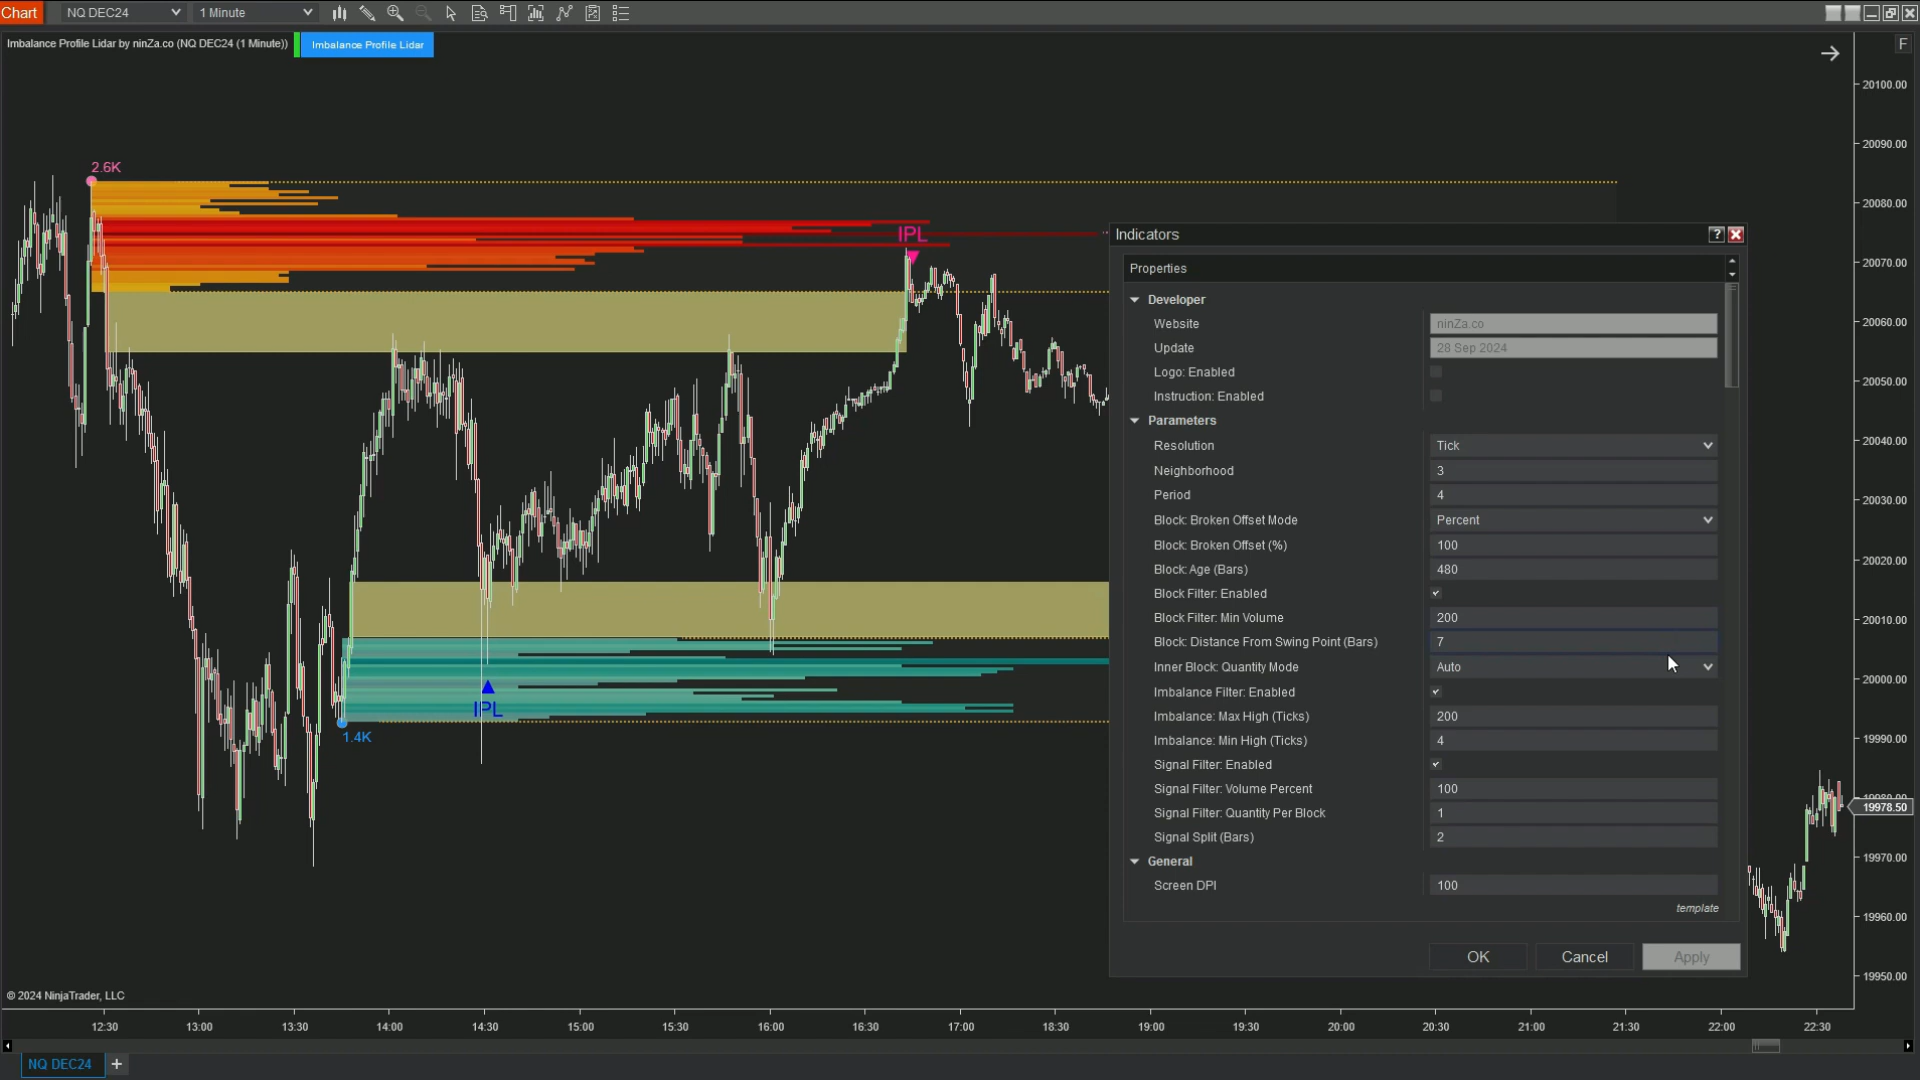 Chart NQ DEC24 1 Minute
Imbalance Profile Lidar by ninZa.co (NQ DEC24 (1 Minute)) Imbalance Profile Lidar
F
20100.00
20090.00
20080.00
20070.00
20060.00
20050.00
20040.00
20030.00
20020.00
20010.00
20000.00
19990.00
19978.50
19970.00
19960.00
19950.00
2.6K
IPL
IPL
1.4K
Indicators ?
Properties
Developer
Website ninZa.co
Update 28 Sep 2024
Logo: Enabled
Instruction: Enabled
Parameters
Resolution Tick
Neighborhood 3
Period 4
Block: Broken Offset Mode Percent
Block: Broken Offset (%) 100
Block: Age (Bars) 480
Block Filter: Enabled
Block Filter: Min Volume 200
Block: Distance From Swing Point (Bars) 7
Inner Block: Quantity Mode Auto
Imbalance Filter: Enabled
Imbalance: Max High (Ticks) 200
Imbalance: Min High (Ticks) 4
Signal Filter: Enabled
Signal Filter: Volume Percent 100
Signal Filter: Quantity Per Block 1
Signal Split (Bars) 2
General
Screen DPI 100
template
OK Cancel Apply
© 2024 NinjaTrader, LLC
12:30 13:00 13:30 14:00 14:30 15:00 15:30 16:00 16:30 17:00 18:30 19:00 19:30 20:00 20:30 21:00 21:30 22:00 22:30
NQ DEC24 +